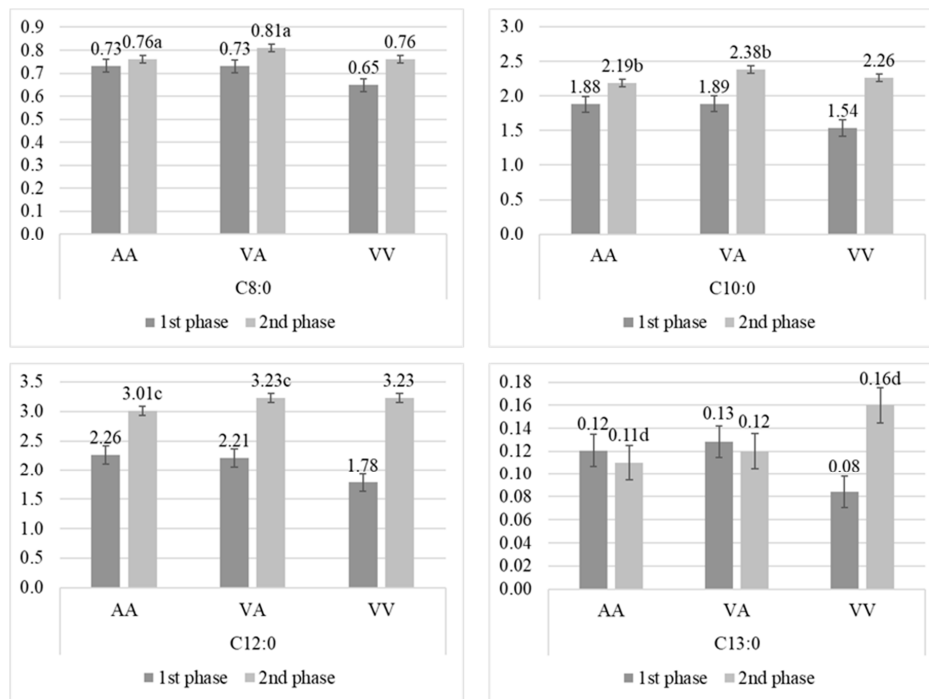 0.9
0.8
0.7
0.6
0.5
0.4
0.3
0.2
0.1
0.0
0.73 0.76a 0.73 0.81a 0.65 0.76
AA VA VV
C8:0
1st phase 2nd phase
3.0
2.5
2.0
1.5
1.0
0.5
0.0
1.88 2.19b 1.89 2.38b 1.54 2.26
AA VA VV
C10:0
1st phase 2nd phase
3.5
3.0
2.5
2.0
1.5
1.0
0.5
0.0
2.26 3.01c 2.21 3.23c 1.78 3.23
AA VA VV
C12:0
1st phase 2nd phase
0.18
0.16
0.14
0.12
0.10
0.08
0.06
0.04
0.02
0.00
0.12 0.11d 0.13 0.12 0.08 0.16d
AA VA VV
C13:0
1st phase 2nd phase